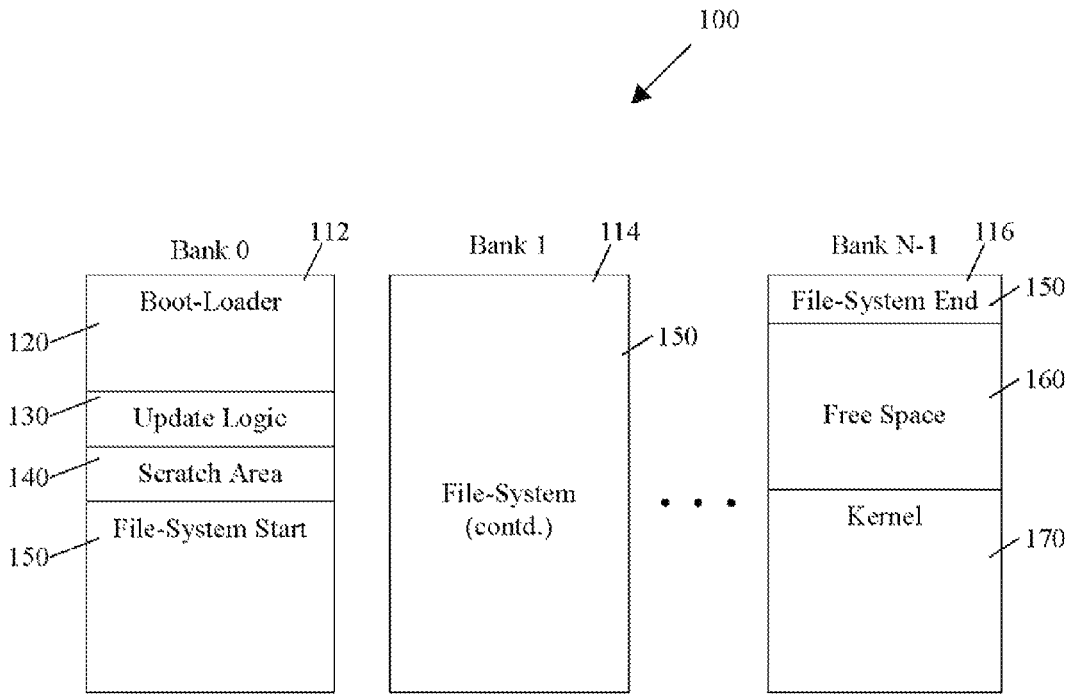 100
Bank 0
112
Bank 1
114
Bank N-1
116
Boot-Loader
120
130
Update Logic
140
Scratch Area
File-System Start
150
150
File-System
(contd.)
• • •
File-System End
150
Free Space
160
Kernel
170